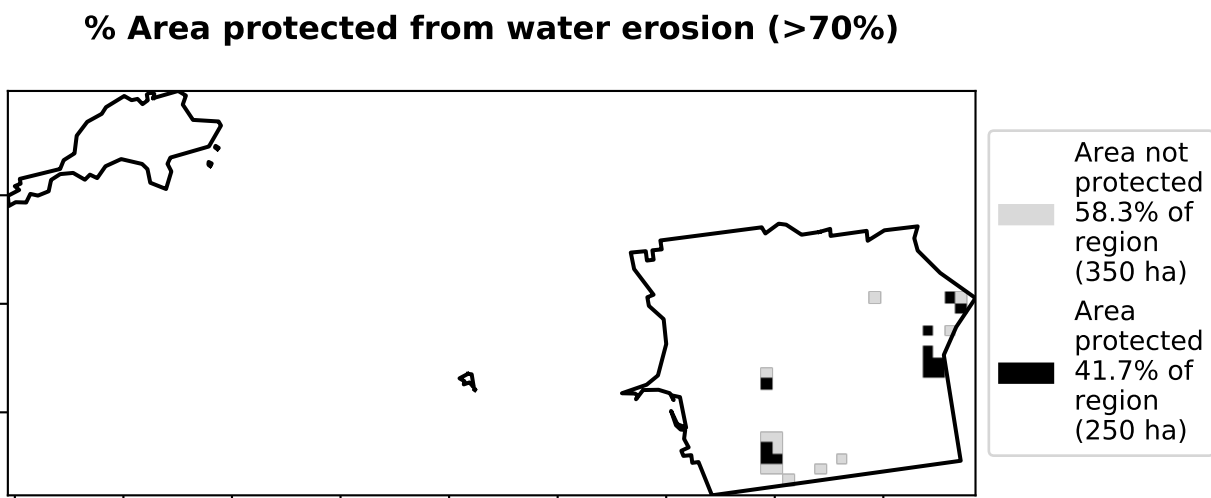 % Area protected from water erosion (>70%)
Area not
protected
58.3% of
region
(350 ha)
Area
protected
41.7% of
region
(250 ha)